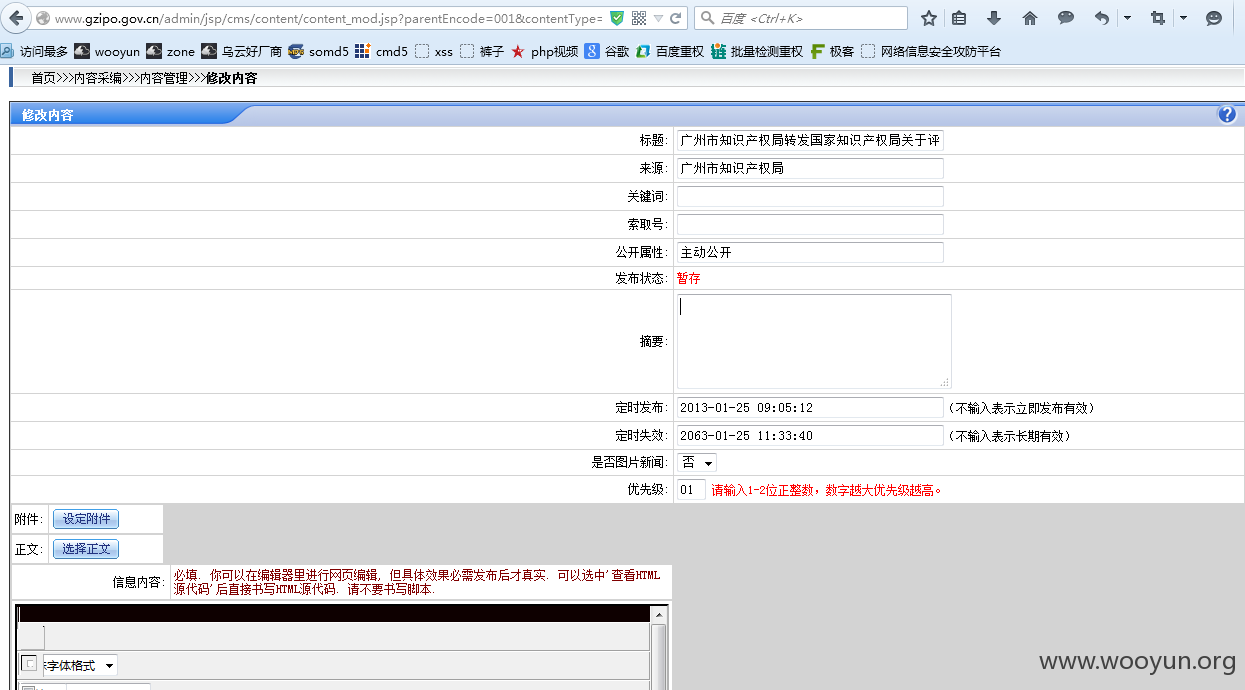 www.gzipo.gov.cn/admin/jsp/cms/content/content_mod.jsp?parentEncode=001&contentType= 百度 <Ctrl+K>
访问最多 wooyun zone 乌云好厂商 somd5 cmd5 xss 裤子 php视频 谷歌 百度重权 批量检测重权 极客 网络信息安全攻防平台
首页>>>内容采编>>>内容管理>>>修改内容
修改内容
标题: 广州市知识产权局转发国家知识产权局关于评
来源: 广州市知识产权局
关键词:
索取号:
公开属性: 主动公开
发布状态: 暂存
摘要:
定时发布: 2013-01-25 09:05:12 (不输入表示立即发布有效)
定时失效: 2063-01-25 11:33:40 (不输入表示长期有效)
是否图片新闻: 否
优先级: 01 请输入1-2位正整数，数字越大优先级越高。
附件: 设定附件
正文: 选择正文
信息内容: 必填. 你可以在编辑器里进行网页编辑, 但具体效果必需发布后才真实. 可以选中'查看HTML
源代码'后直接书写HTML源代码. 请不要书写脚本.
字体格式
www.wooyun.org